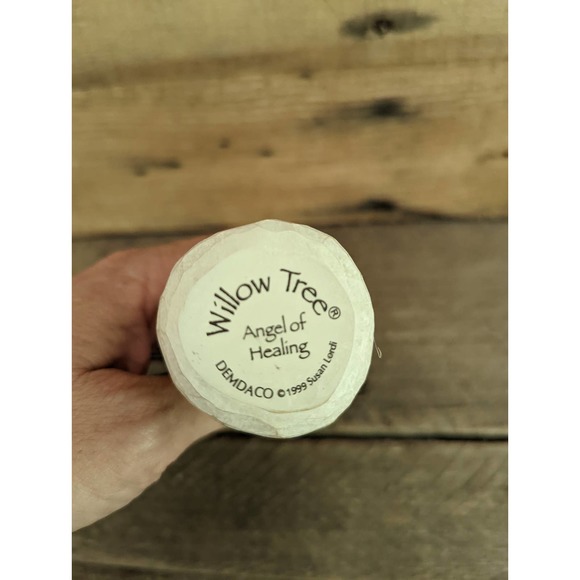 Willow Tree®
Angel of
Healing
DEMDACO ©1999 Susan Lordi